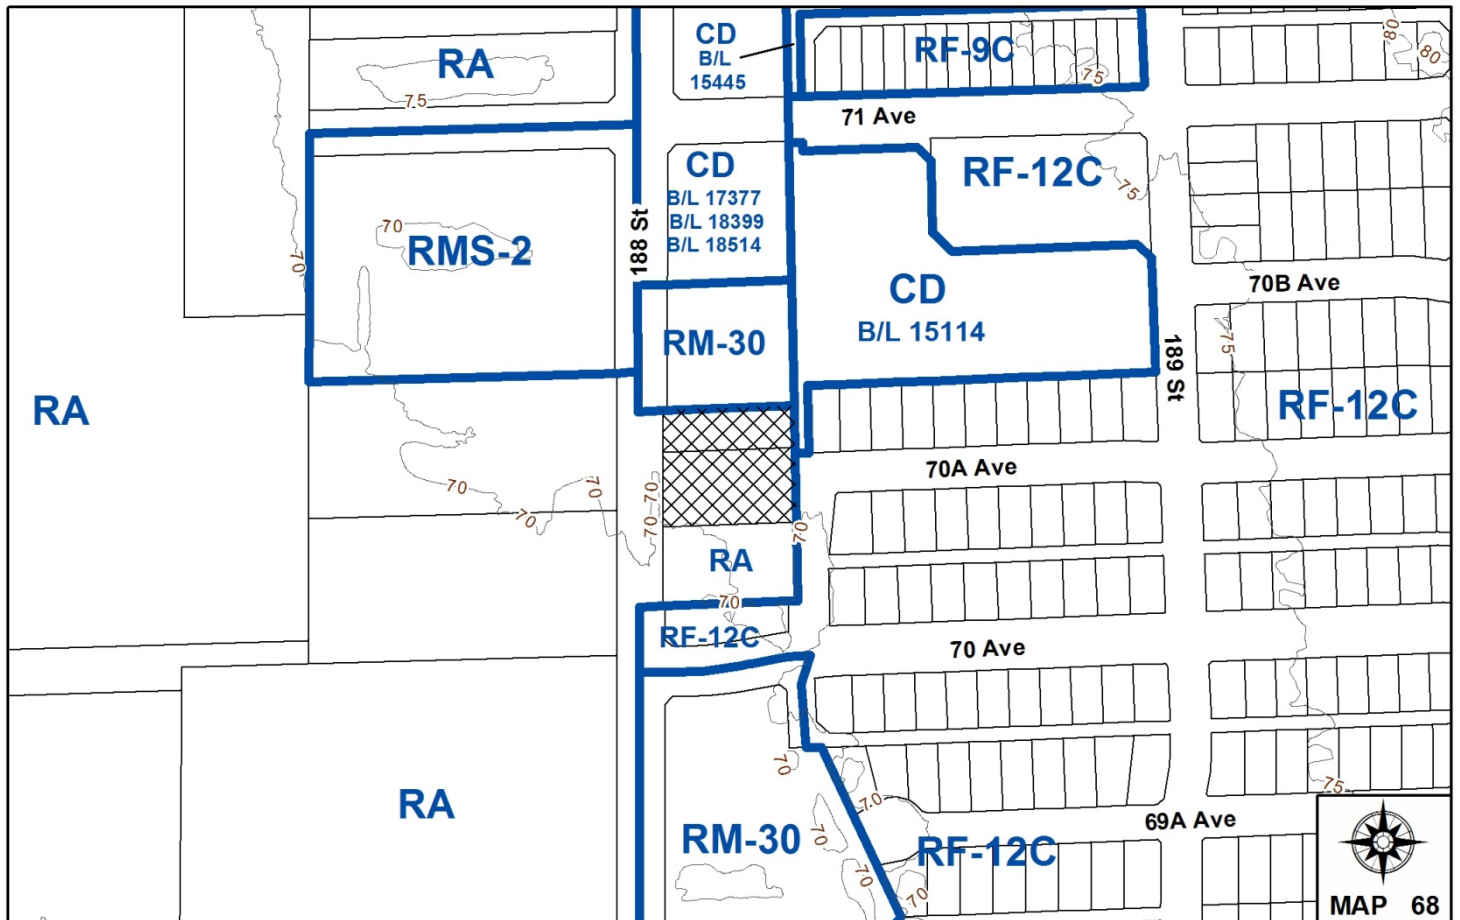 CD
B/L
15445
RF-9C
80
80
RA
75
75
71 Ave
CD
B/L 17377
B/L 18399
B/L 18514
RF-12C
75
70
RMS-2
70
188 St
70B Ave
CD
B/L 15114
RM-30
189 St
75
RA
RF-12C
70A Ave
70
70
70
70
70
70
RA
70
RF-12C
70 Ave
70
75
RA
70
69A Ave
RM-30
70
RF-12C
70
70
MAP 68